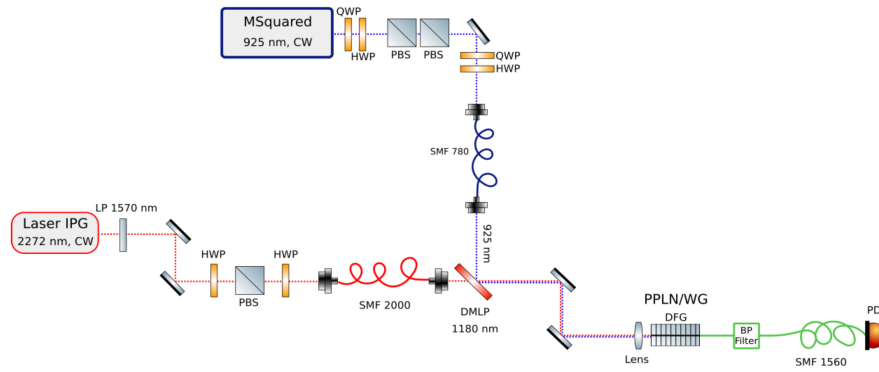 MSquared
925 nm, CW
QWP
HWP
PBS
PBS
QWP
HWP
SMF 780
925 nm
LP 1570 nm
Laser IPG
2272 nm, CW
HWP
PBS
HWP
SMF 2000
DMLP
1180 nm
Lens
PPLN/WG
DFG
BP
Filter
SMF 1560
PD